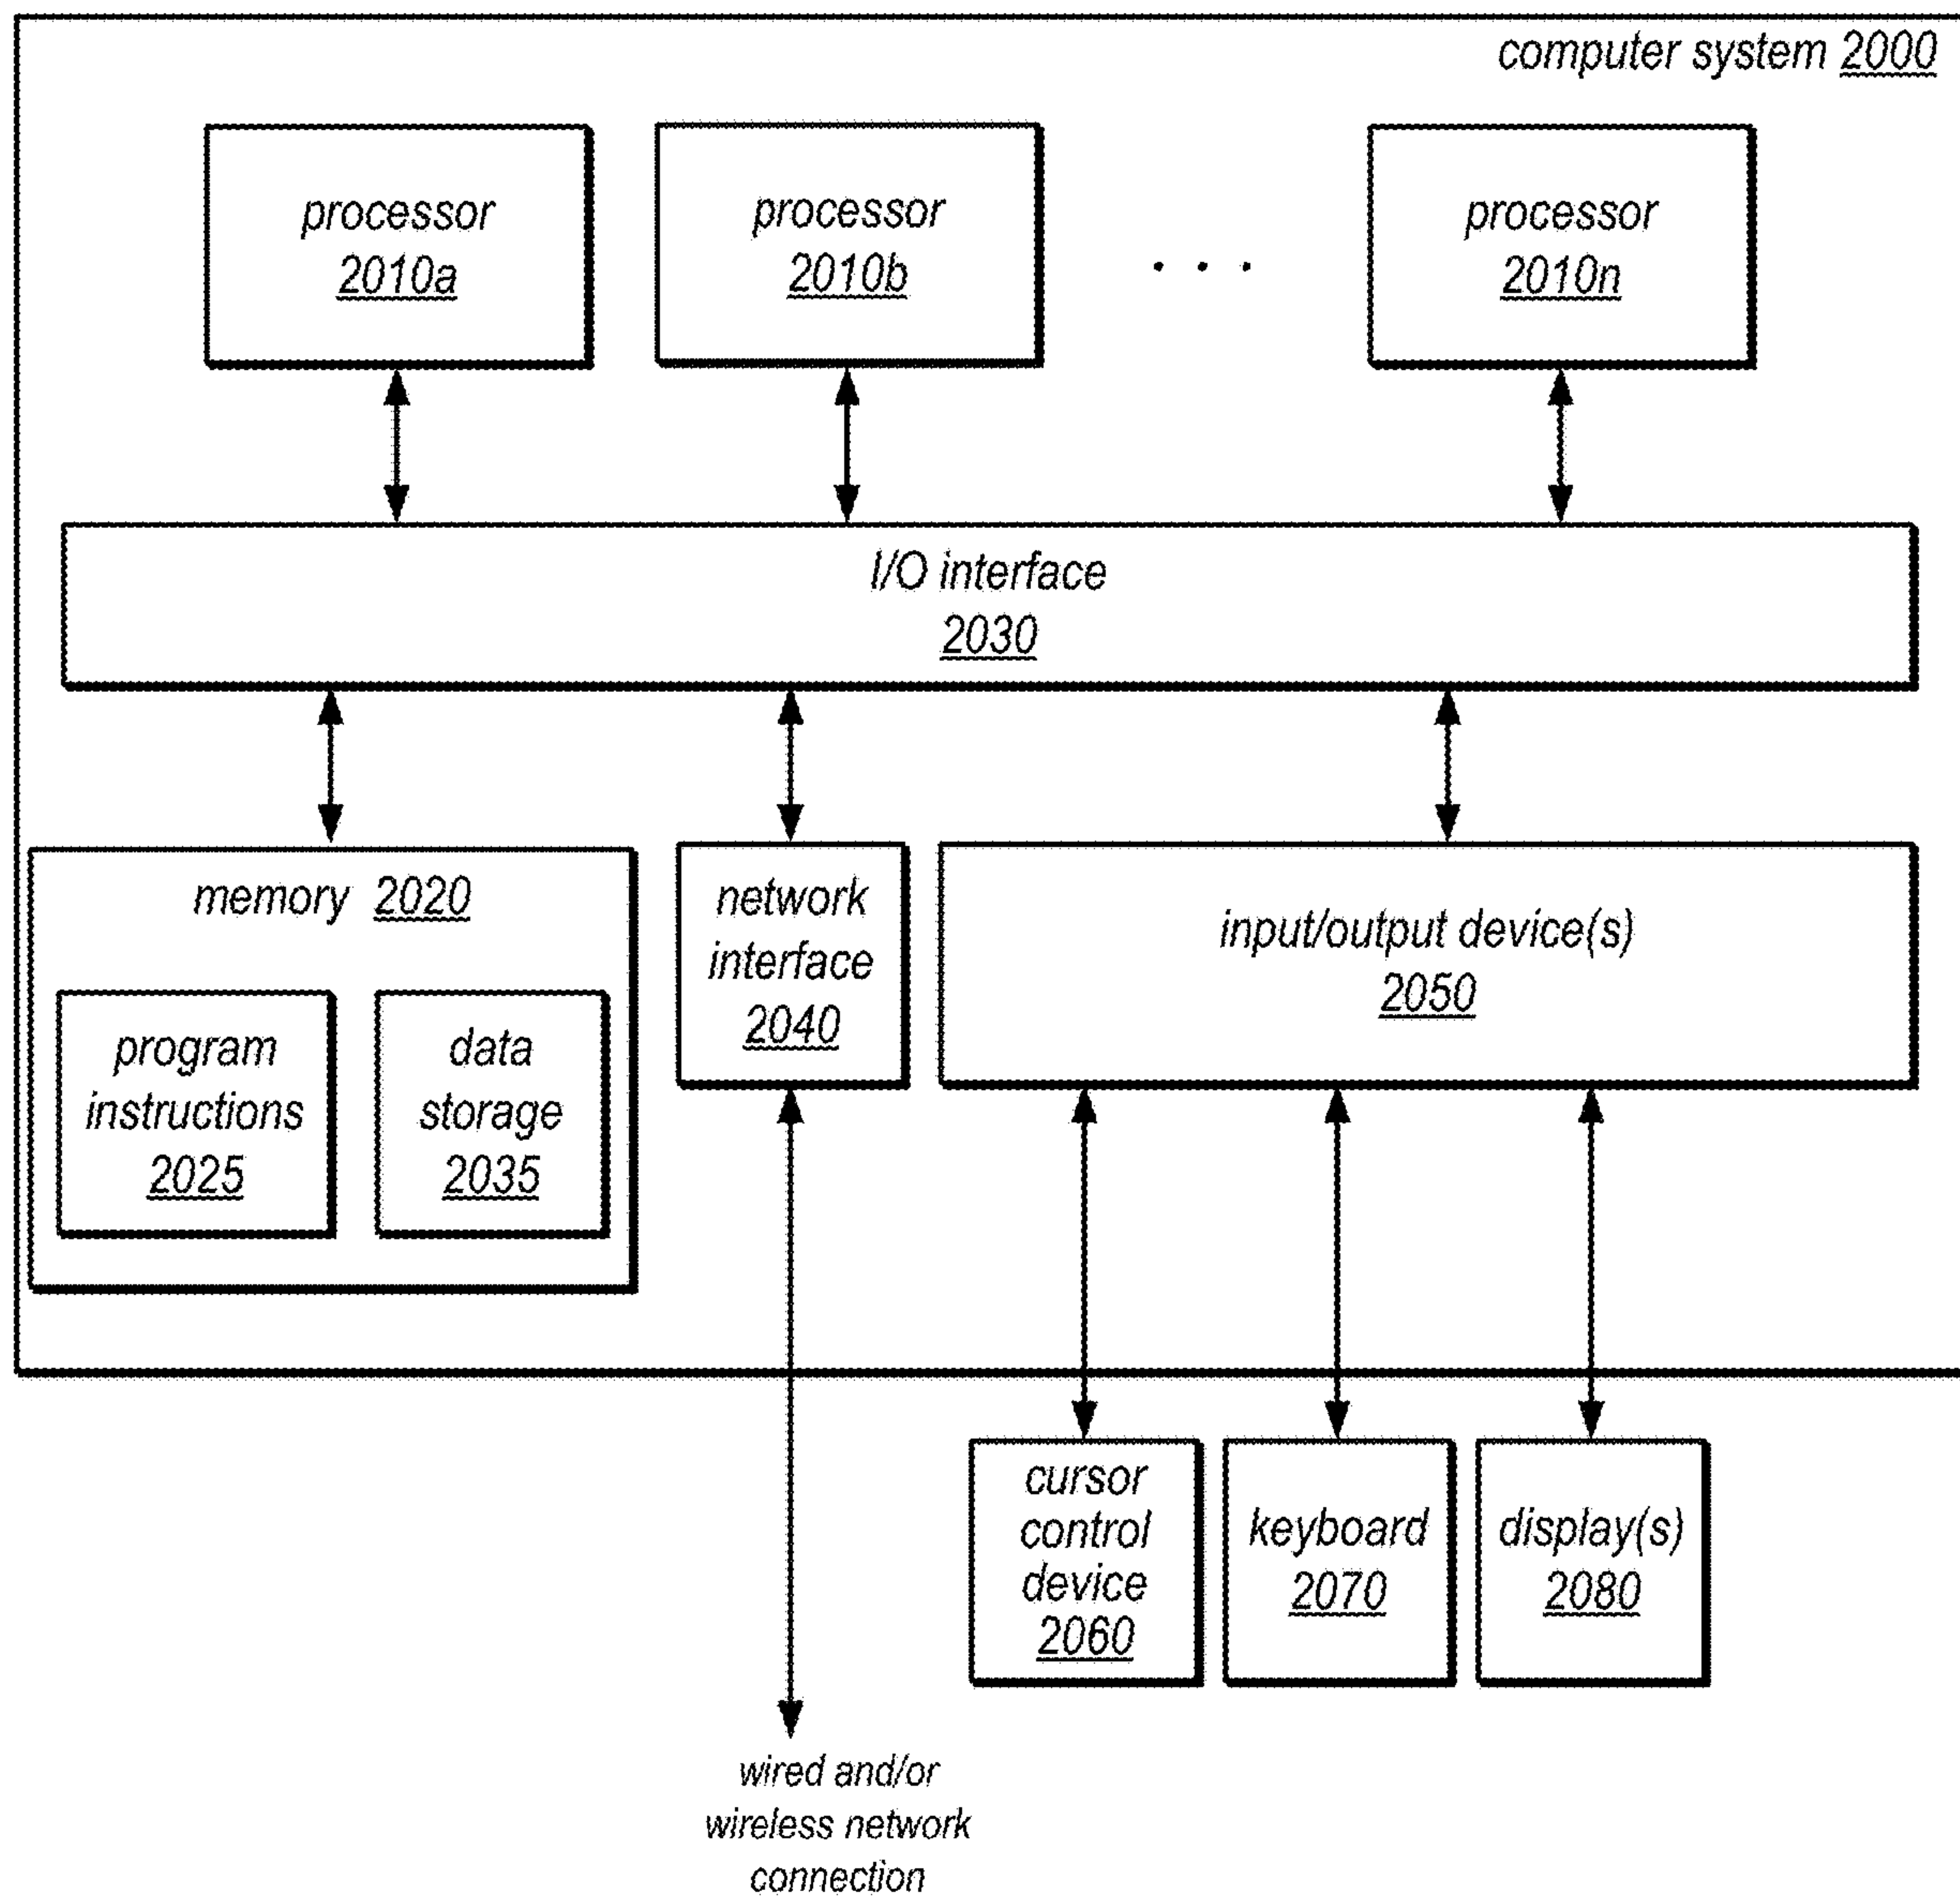 computer system 2000
processor
2010a
processor
2010b
. . .
processor
2010n
I/O interface
2030
memory 2020
program
instructions
2025
data
storage
2035
network
interface
2040
input/output device(s)
2050
cursor
control
device
2060
keyboard
2070
display(s)
2080
wired and/or
wireless network
connection